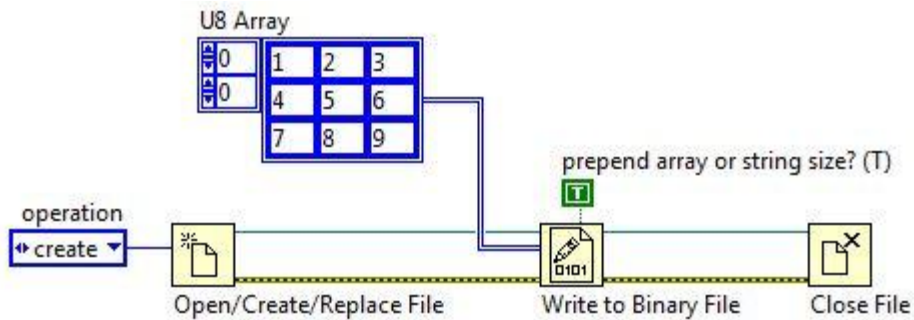 U8 Array
0 1 2 3
0 4 5 6
7 8 9
prepend array or string size? (T)
T
operation
create
0101
Open/Create/Replace File Write to Binary File Close File